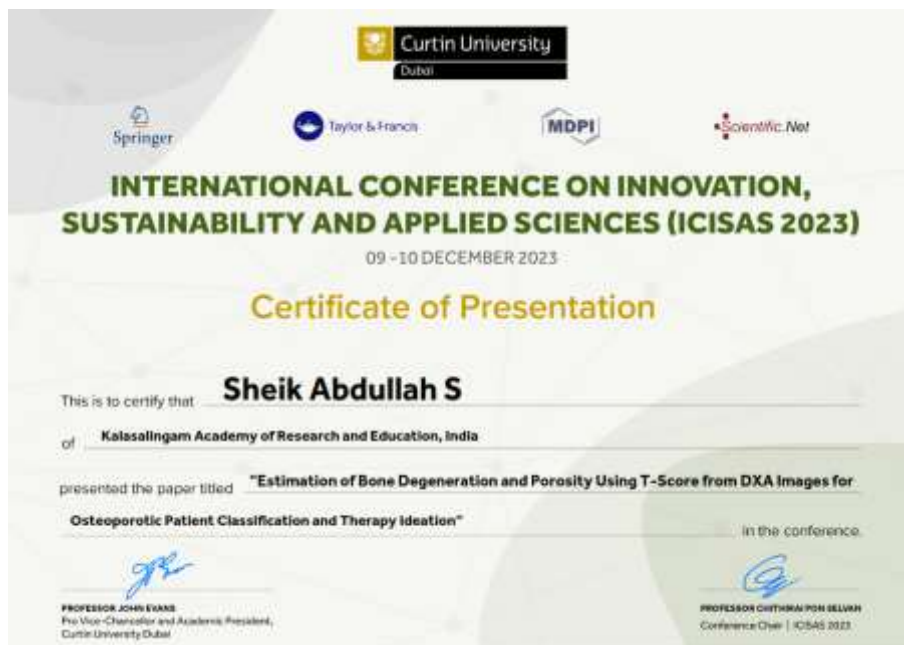 Curtin University
Dubai
Springer
Taylor & Francis
MDPI
Scientific.Net
INTERNATIONAL CONFERENCE ON INNOVATION,
SUSTAINABILITY AND APPLIED SCIENCES (ICISAS 2023)
09 -10 DECEMBER 2023
Certificate of Presentation
This is to certify that Sheik Abdullah S
of Kalasalingam Academy of Research and Education, India
presented the paper titled "Estimation of Bone Degeneration and Porosity Using T-Score from DXA Images for
Osteoporotic Patient Classification and Therapy Ideation" in the conference.
PROFESSOR JOHN EVANS
Pro Vice-Chancellor and Academic President,
Curtin University Dubai
PROFESSOR CHITHIRAI PON SELVAN
Conference Chair | ICISAS 2023